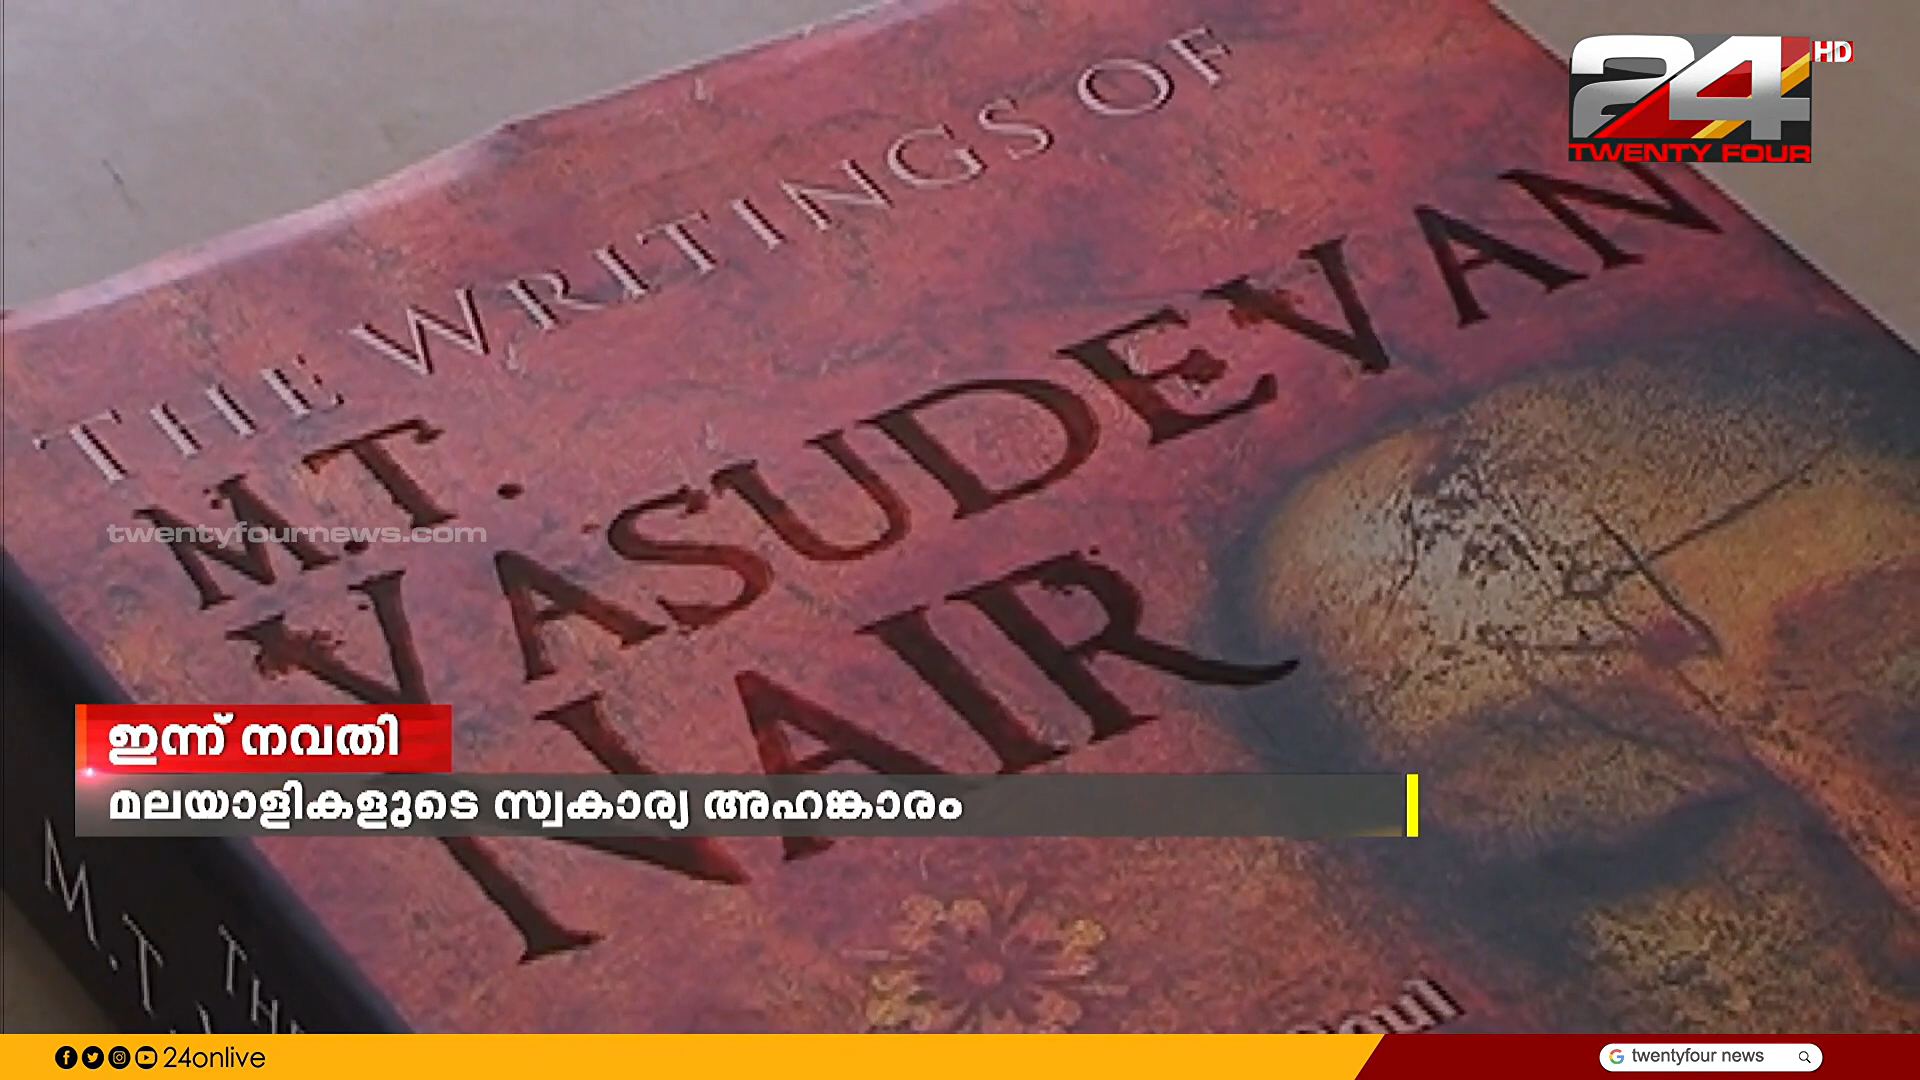 24 HD
TWENTY FOUR
THE WRITINGS OF
M.T.
VASUDEVAN
NAIR
twentyfournews.com
ഇന്ന് നവതി
മലയാളികളുടെ സ്വകാര്യ അഹങ്കാരം
M.T.
THE
24onlive
twentyfour news